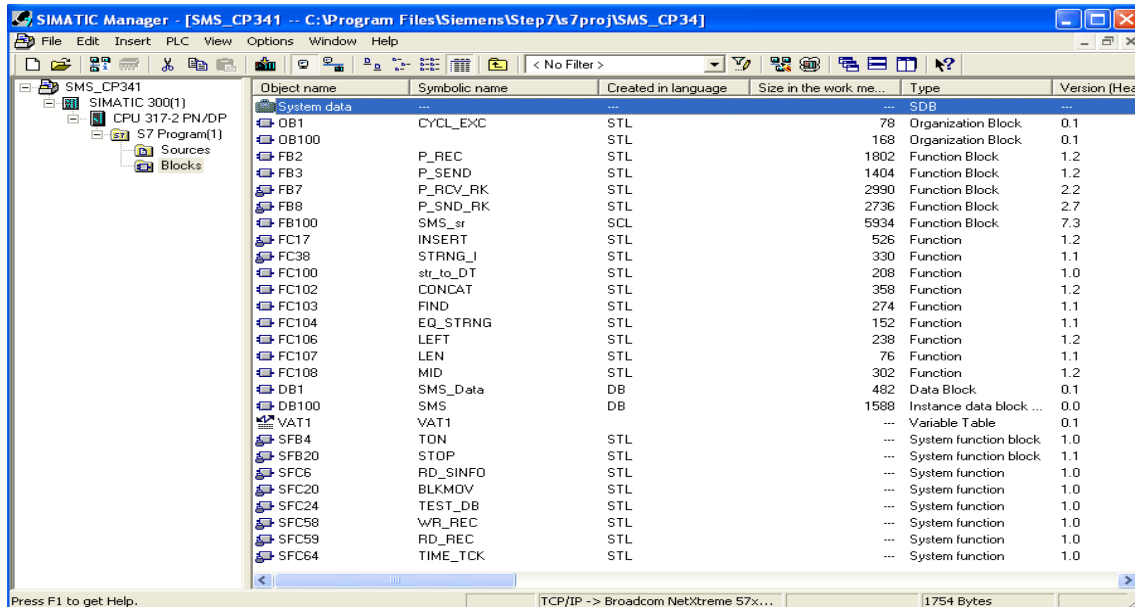 SIMATIC Manager - [SMS_CP341 -- C:\Program Files\Siemens\Step7\s7proj\SMS_CP34]
File Edit Insert PLC View Options Window Help
< No Filter >
SMS_CP341
SIMATIC 300(1)
CPU 317-2 PN/DP
S7 Program(1)
Sources
Blocks
Object name Symbolic name Created in language Size in the work me... Type Version (Hea
System data --- --- --- SDB ---
OB1 CYCL_EXC STL 78 Organization Block 0.1
OB100 STL 168 Organization Block 0.1
FB2 P_REC STL 1802 Function Block 1.2
FB3 P_SEND STL 1404 Function Block 1.2
FB7 P_RCV_RK STL 2990 Function Block 2.2
FB8 P_SND_RK STL 2736 Function Block 2.7
FB100 SMS_sr SCL 5934 Function Block 7.3
FC17 INSERT STL 526 Function 1.2
FC38 STRNG_I STL 330 Function 1.1
FC100 str_to_DT STL 208 Function 1.0
FC102 CONCAT STL 358 Function 1.2
FC103 FIND STL 274 Function 1.1
FC104 EQ_STRNG STL 152 Function 1.1
FC106 LEFT STL 238 Function 1.2
FC107 LEN STL 76 Function 1.1
FC108 MID STL 302 Function 1.2
DB1 SMS_Data DB 482 Data Block 0.1
DB100 SMS DB 1588 Instance data block ... 0.0
VAT1 VAT1 --- Variable Table 0.1
SFB4 TON STL --- System function block 1.0
SFB20 STOP STL --- System function block 1.1
SFC6 RD_SINFO STL --- System function 1.0
SFC20 BLKMOV STL --- System function 1.0
SFC24 TEST_DB STL --- System function 1.0
SFC58 WR_REC STL --- System function 1.0
SFC59 RD_REC STL --- System function 1.0
SFC64 TIME_TCK STL --- System function 1.0
Press F1 to get Help. TCP/IP -> Broadcom NetXtreme 57x... 1754 Bytes